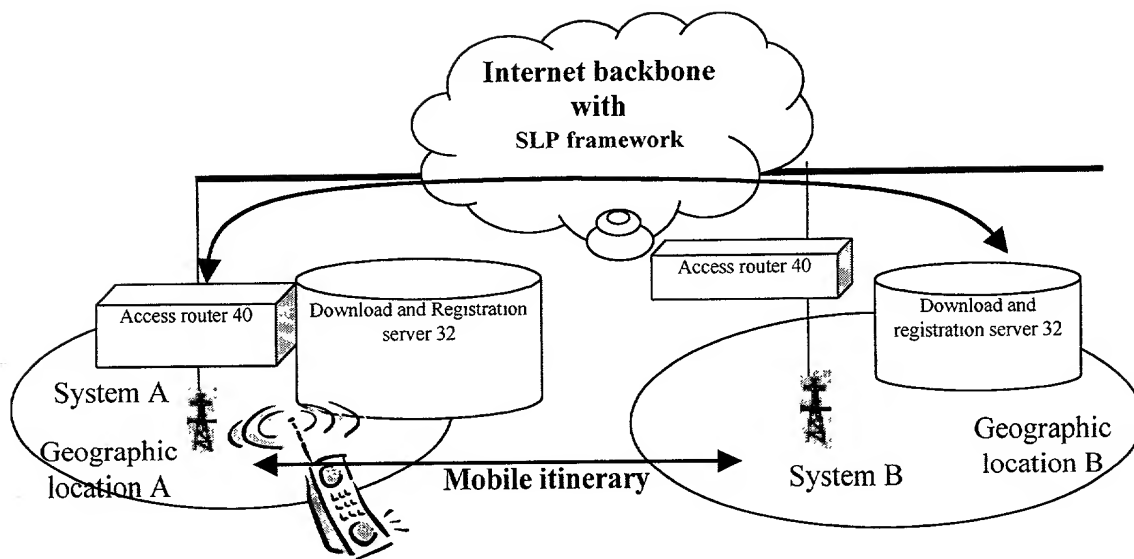 Internet backbone
with
SLP framework
Access router 40
Download and Registration
server 32
Access router 40
Download and
registration server 32
System A
Geographic
location A
Mobile itinerary
System B
Geographic
location B